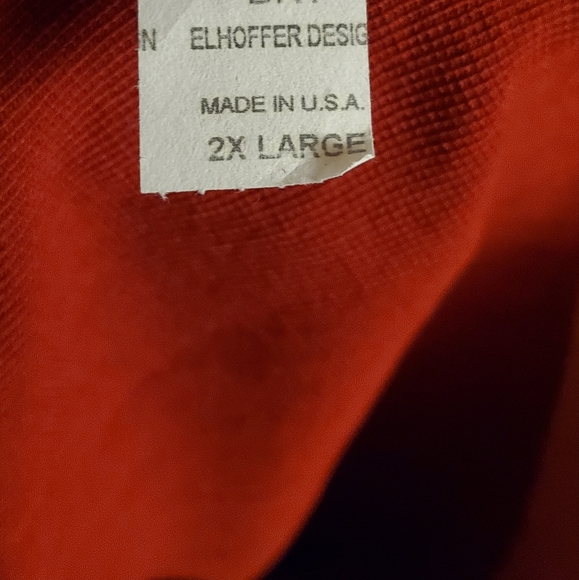 N ELHOFFER DESIG
MADE IN U.S.A.
2X LARGE